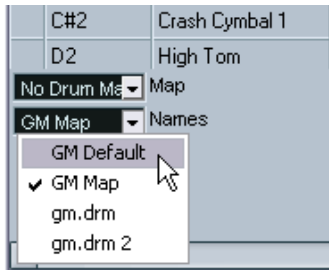 C#2 Crash Cymbal 1
D2 High Tom
No Drum Ma Map
GM Map Names
GM Default
GM Map
gm.drm
gm.drm 2